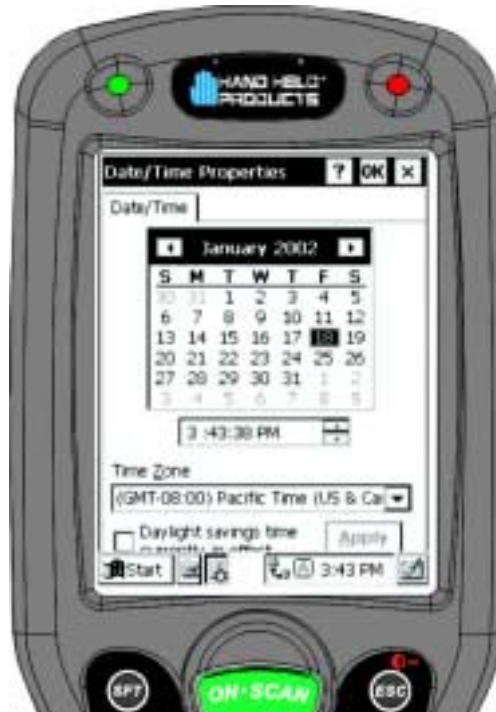 HAND HELD
PRODUCTS
Date/Time Properties ? OK ×
Date/Time
January 2002
S M T W T F S
30 31 1 2 3 4 5
6 7 8 9 10 11 12
13 14 15 16 17 18 19
20 21 22 23 24 25 26
27 28 29 30 31 1 2
3 4 5 6 7 8 9
3 :43:38 PM
Time Zone
(GMT-08:00) Pacific Time (US & Ca
Daylight savings time
currently in effect
Apply
Start 3:43 PM
SFT ON·SCAN ESC